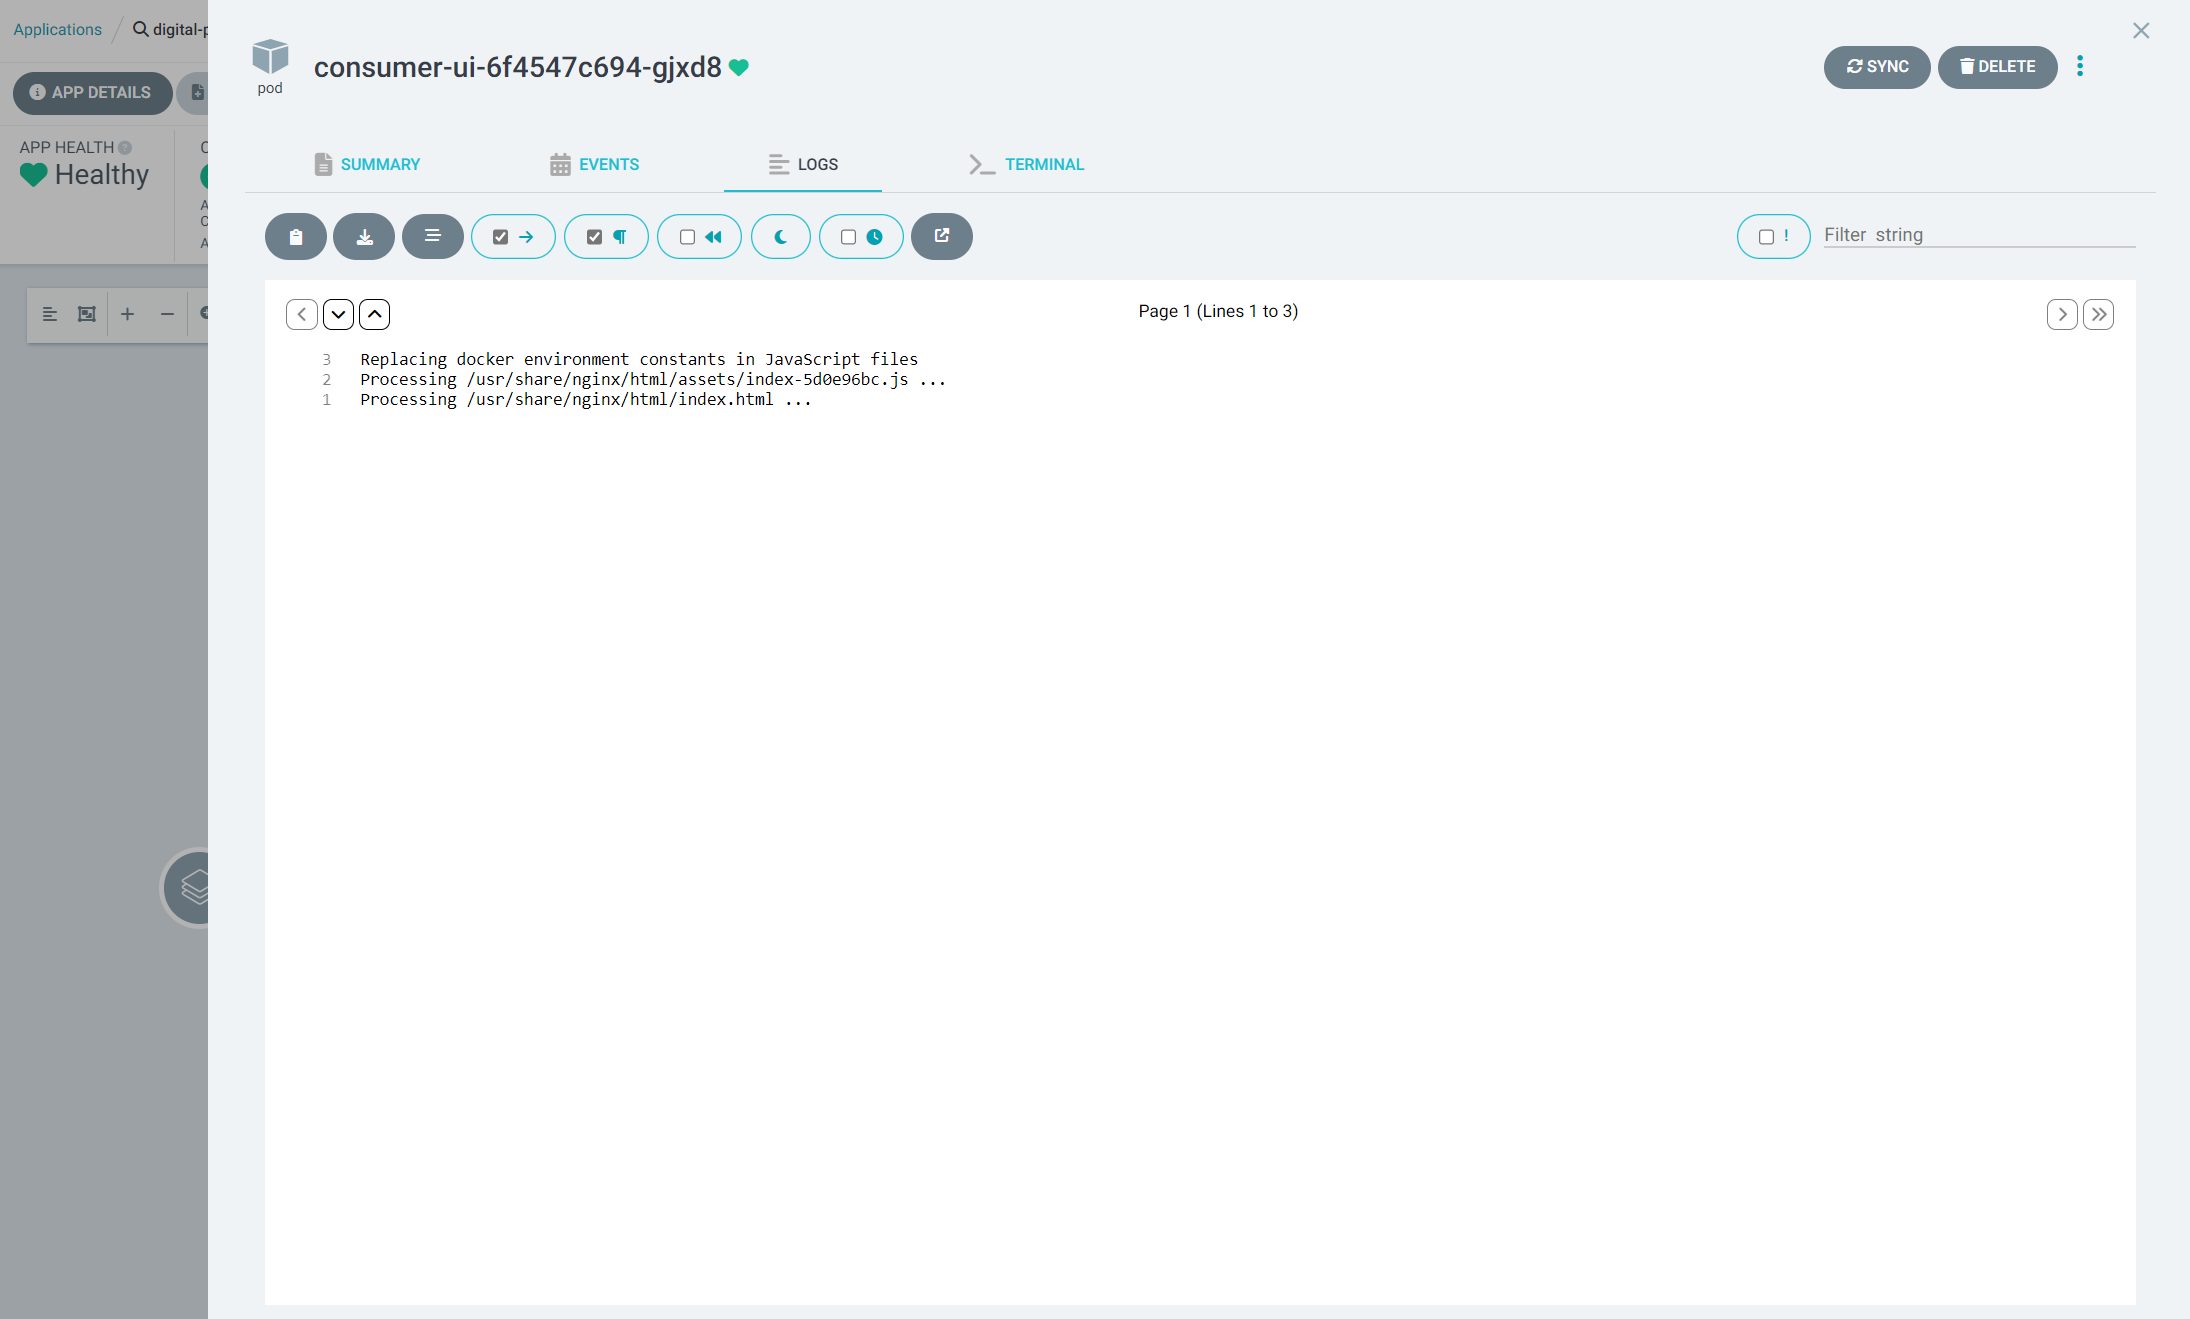 Applications / digital-p
APP DETAILS
APP HEALTH
Healthy
C
A
C
A
pod
consumer-ui-6f4547c694-gjxd8
SYNC
DELETE
SUMMARY
EVENTS
LOGS
TERMINAL
! Filter string
Page 1 (Lines 1 to 3)
3 Replacing docker environment constants in JavaScript files
2 Processing /usr/share/nginx/html/assets/index-5d0e96bc.js ...
1 Processing /usr/share/nginx/html/index.html ...